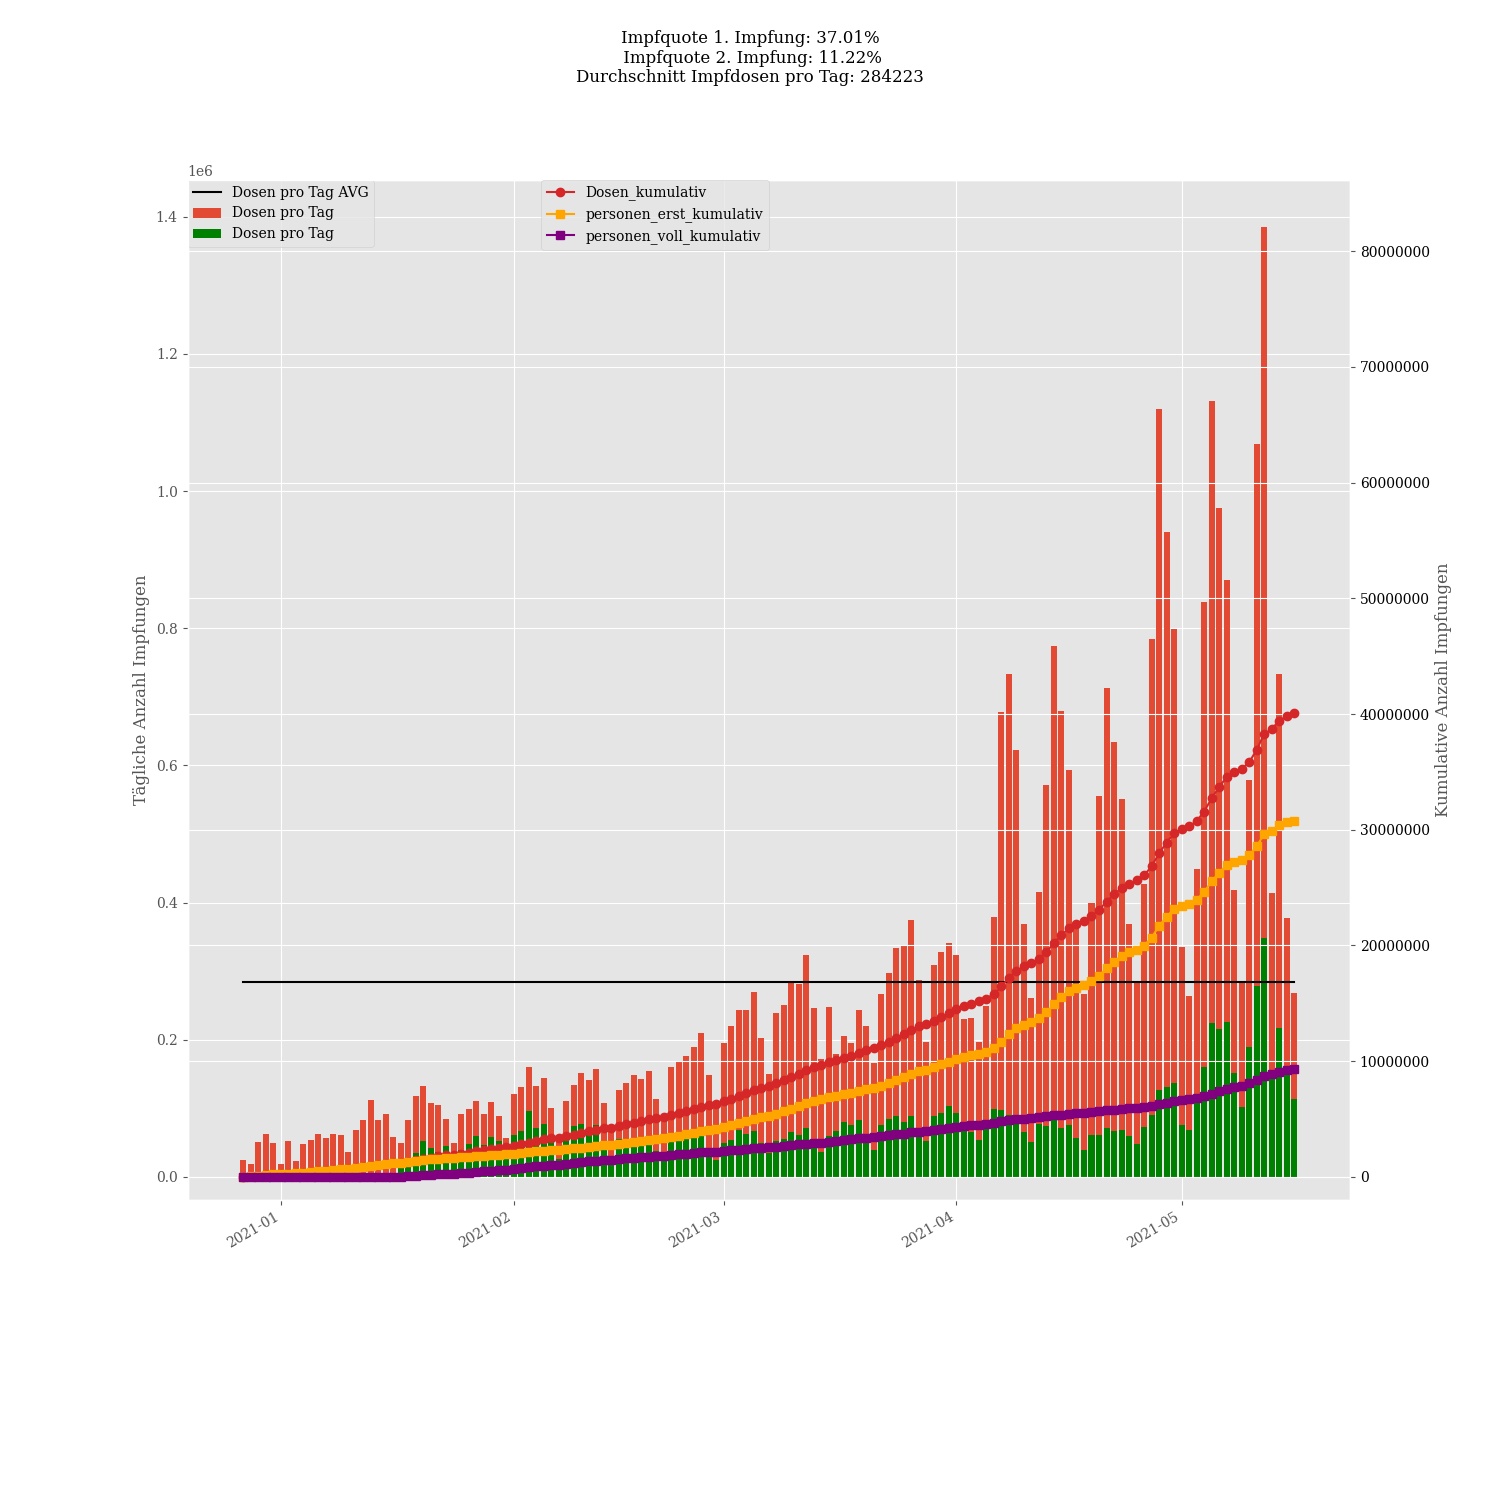 Impfquote 1. Impfung: 37.01%
Impfquote 2. Impfung: 11.22%
Durchschnitt Impfdosen pro Tag: 284223
1e6
Dosen pro Tag AVG
Dosen pro Tag
Dosen pro Tag
Dosen_kumulativ
personen_erst_kumulativ
personen_voll_kumulativ
Tägliche Anzahl Impfungen
1.4
1.2
1.0
0.8
0.6
0.4
0.2
0.0
80000000
70000000
60000000
50000000
40000000
30000000
20000000
10000000
0
Kumulative Anzahl Impfungen
2021-01
2021-02
2021-03
2021-04
2021-05